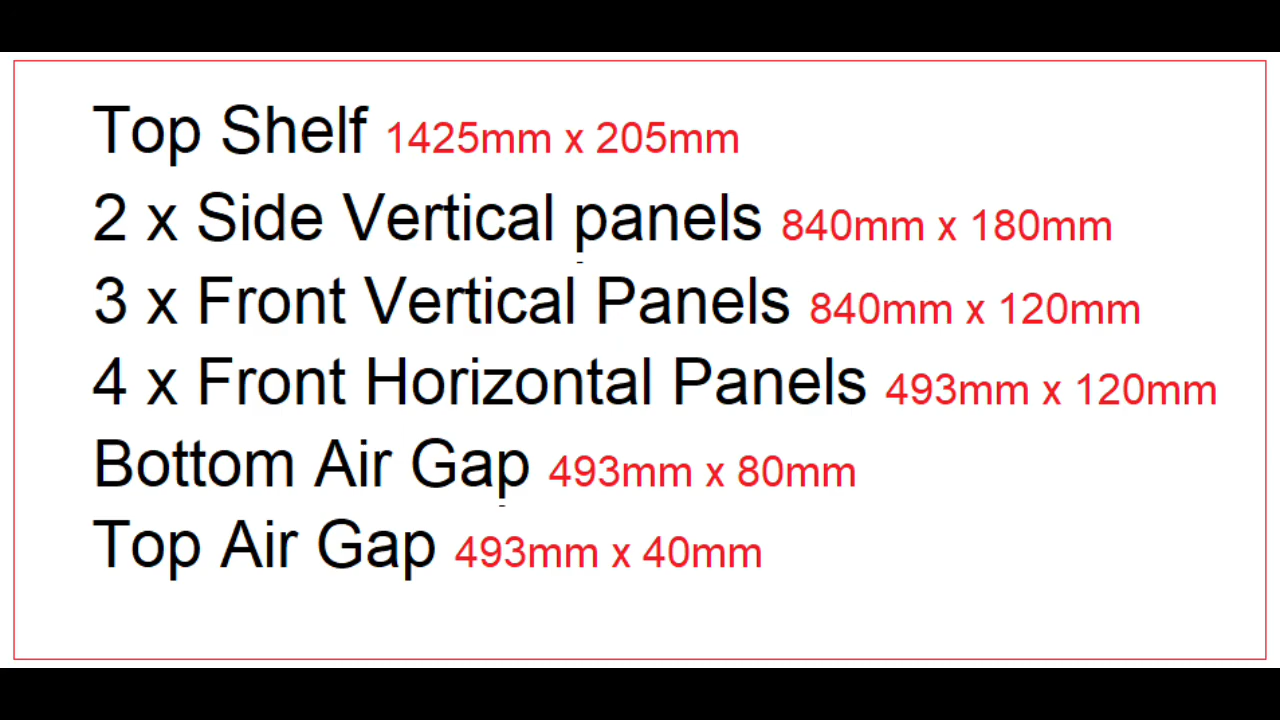 Top Shelf 1425mm x 205mm
2 x Side Vertical panels 840mm x 180mm
3 x Front Vertical Panels 840mm x 120mm
4 x Front Horizontal Panels 493mm x 120mm
Bottom Air Gap 493mm x 80mm
Top Air Gap 493mm x 40mm